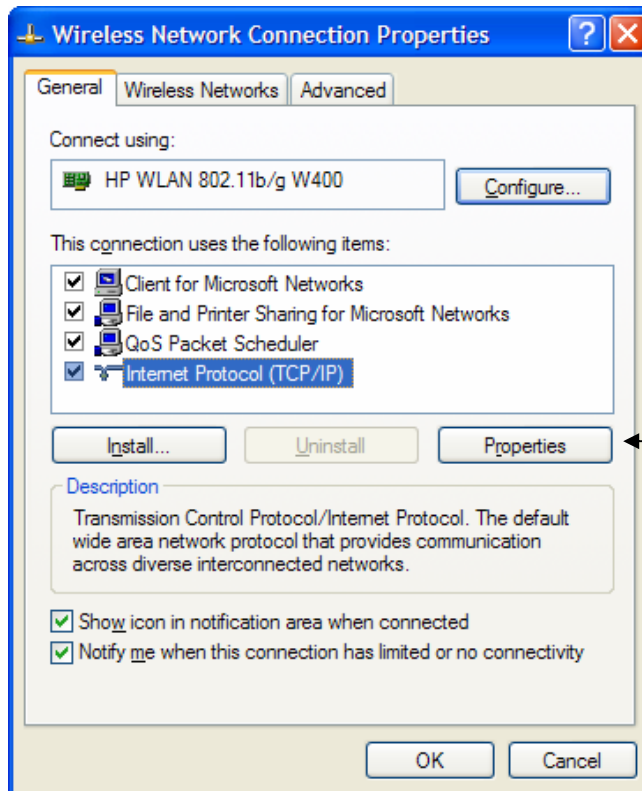 Wireless Network Connection Properties
General Wireless Networks Advanced
Connect using:
HP WLAN 802.11b/g W400
Configure...
This connection uses the following items:
Client for Microsoft Networks
File and Printer Sharing for Microsoft Networks
QoS Packet Scheduler
Internet Protocol (TCP/IP)
Install... Uninstall Properties
Description
Transmission Control Protocol/Internet Protocol. The default
wide area network protocol that provides communication
across diverse interconnected networks.
Show icon in notification area when connected
Notify me when this connection has limited or no connectivity
OK Cancel